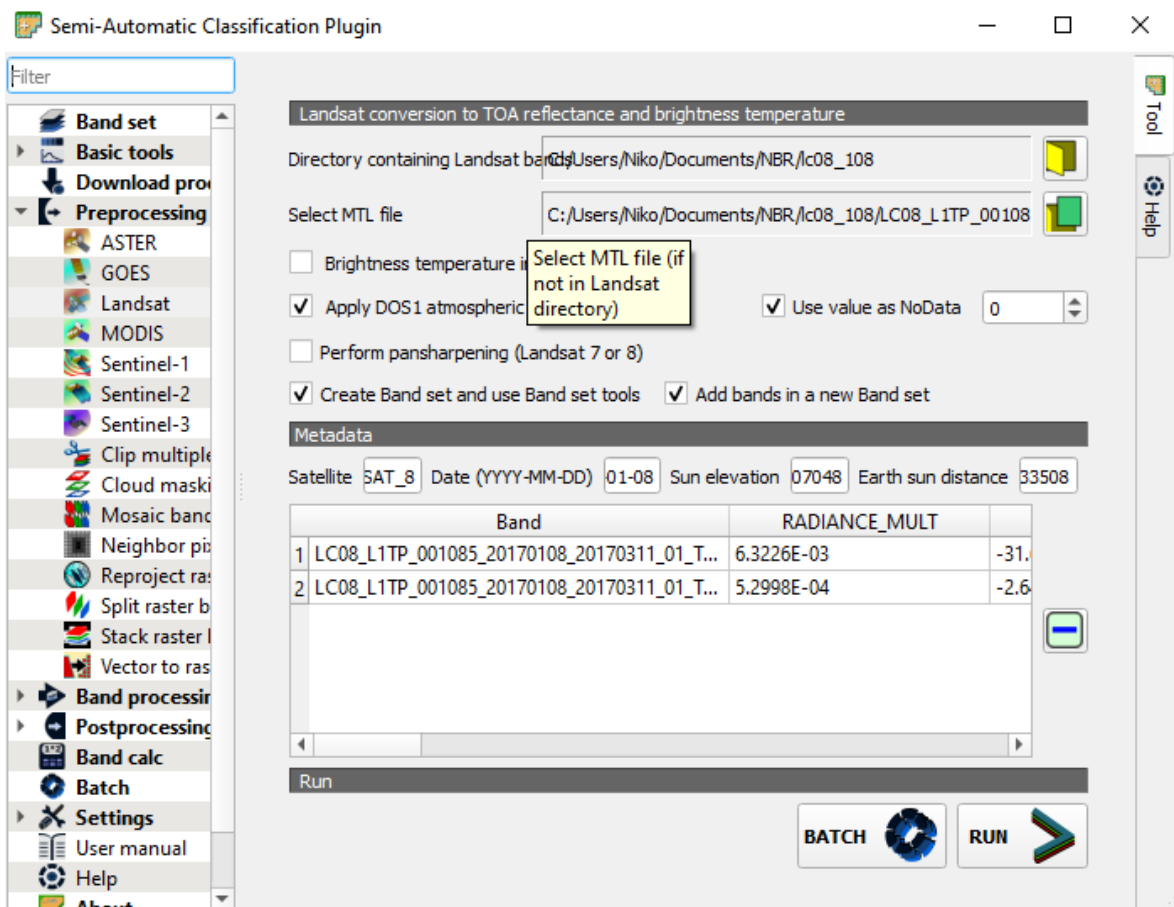 Semi-Automatic Classification Plugin
Filter
Band set
Basic tools
Download pro
Preprocessing
ASTER
GOES
Landsat
MODIS
Sentinel-1
Sentinel-2
Sentinel-3
Clip multiple
Cloud maski
Mosaic band
Neighbor pi
Reproject ra
Split raster b
Stack raster
Vector to ras
Band processin
Postprocessing
Band calc
Batch
Settings
User manual
Help
About
Landsat conversion to TOA reflectance and brightness temperature
Directory containing Landsat bands C:/Users/Niko/Documents/NBR/lc08_108
Select MTL file C:/Users/Niko/Documents/NBR/lc08_108/LC08_L1TP_00108
Brightness temperature in
Select MTL file (if
not in Landsat
directory)
Apply DOS1 atmospheric Use value as NoData 0
Perform pansharpening (Landsat 7 or 8)
Create Band set and use Band set tools Add bands in a new Band set
Metadata
Satellite SAT_8 Date (YYYY-MM-DD) 01-08 Sun elevation 07048 Earth sun distance 33508
Band RADIANCE_MULT
1 LC08_L1TP_001085_20170108_20170311_01_T... 6.3226E-03 -31.
2 LC08_L1TP_001085_20170108_20170311_01_T... 5.2998E-04 -2.6
Run
BATCH RUN
Tool
Help